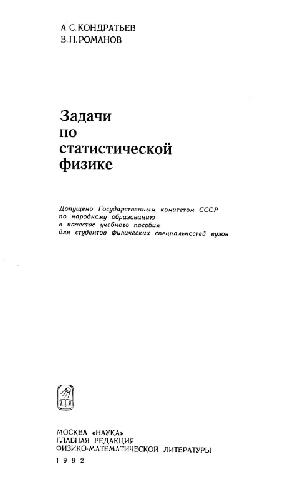 А С. КОНДРАТЬЕВ
В.П.РОМАНОВ
Задачи
по
статистической
физике
Допущено Государственным комитетом СССР
по народному образованию
в качестве учебного пособия
для студентов физических специальностей вузов
МОСКВА «НАУКА»
ГЛАВНАЯ РЕДАКЦИЯ
ФИЗИКО-МАТЕМАТИЧЕСКОЙ ЛИТЕРАТУРЫ
1992